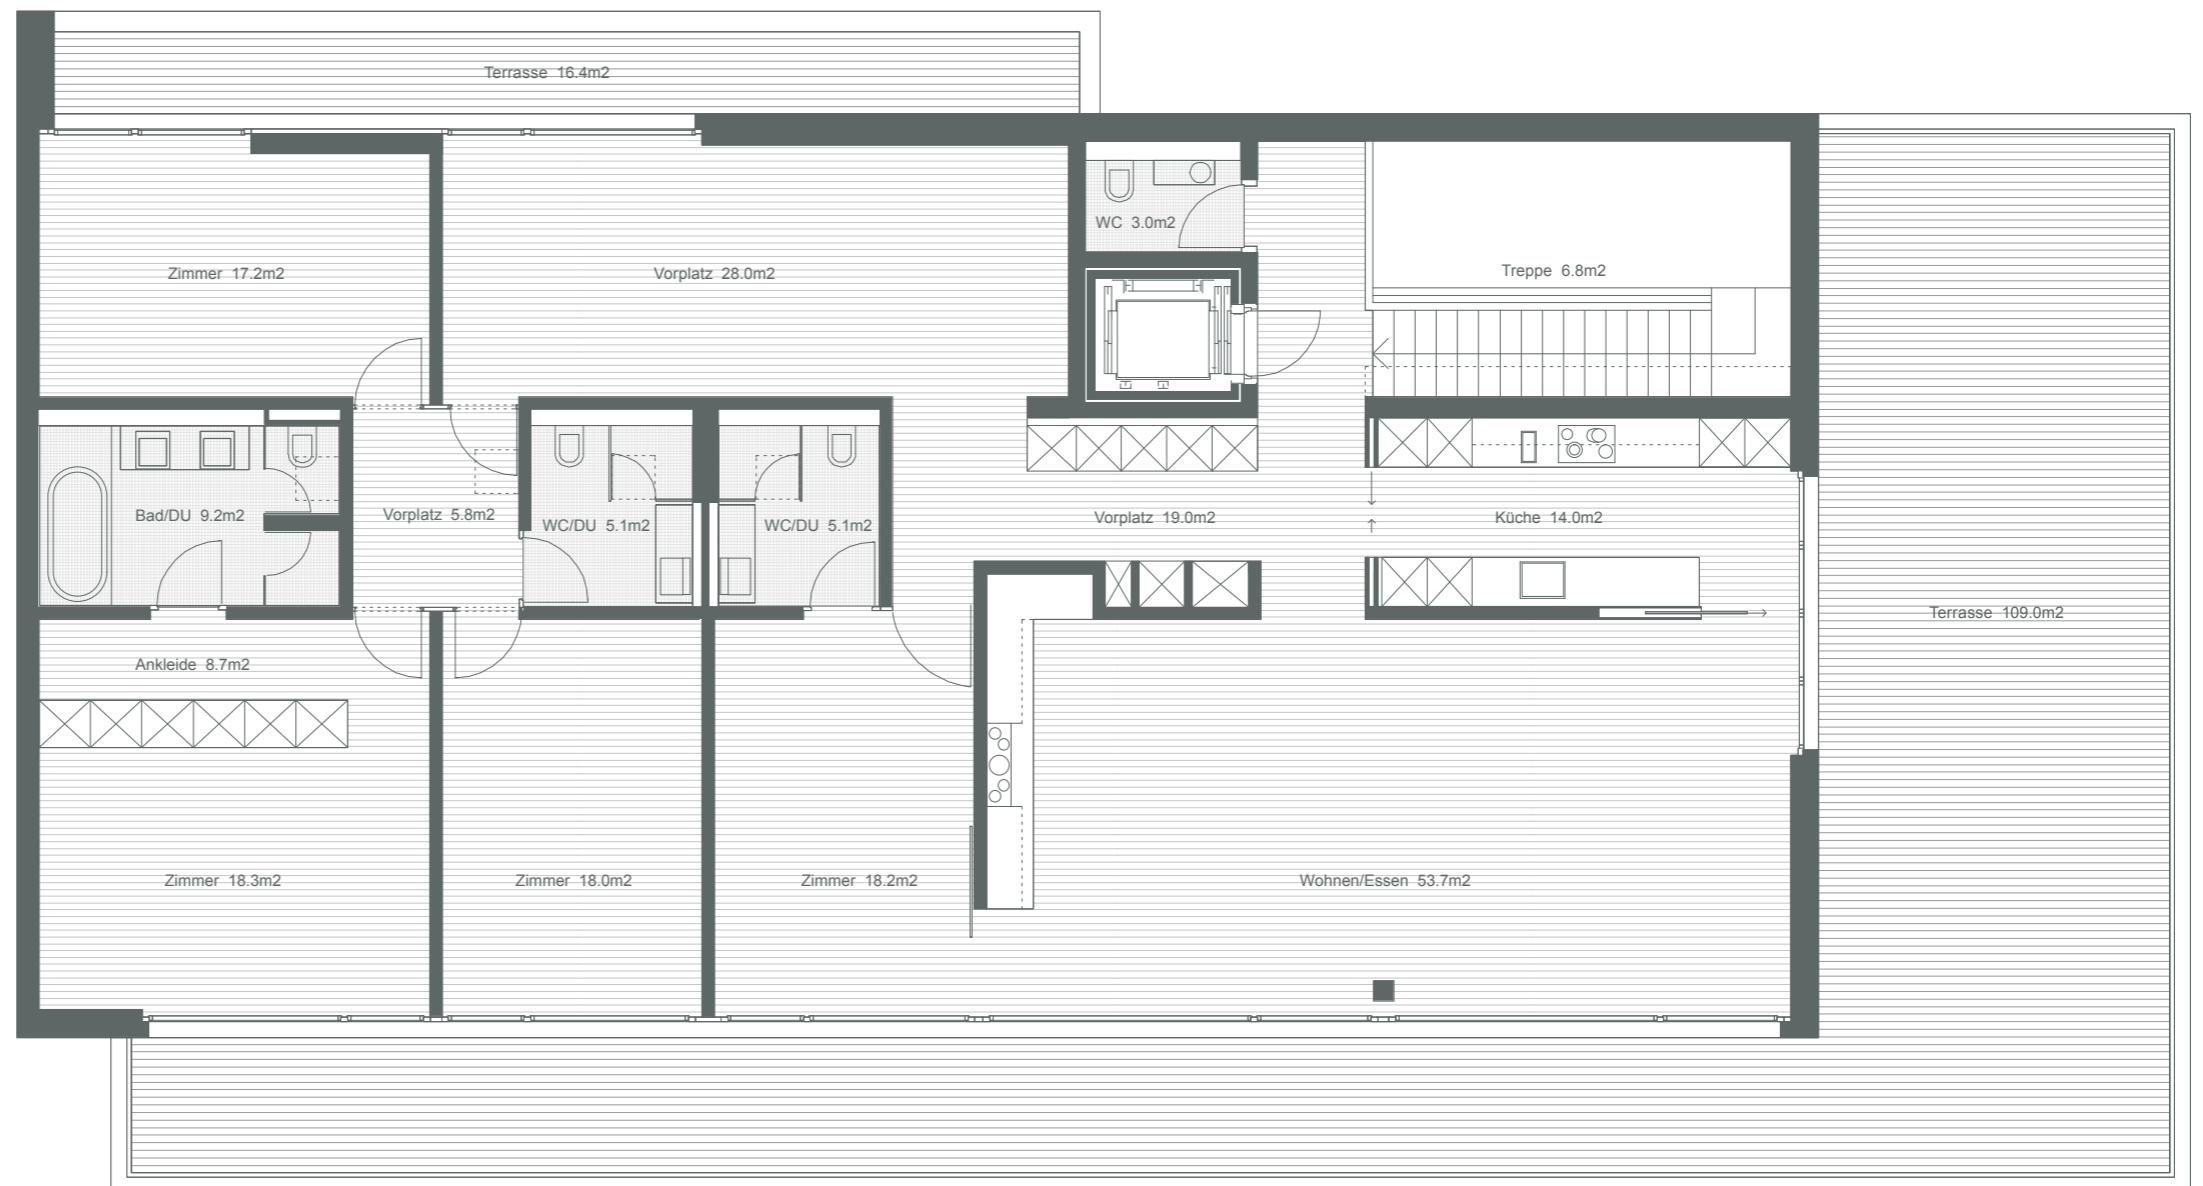 Terrasse 16.4m2
Zimmer 17.2m2
Vorplatz 28.0m2
WC 3.0m2
Treppe 6.8m2
Bad/DU 9.2m2
Vorplatz 5.8m2
WC/DU 5.1m2
WC/DU 5.1m2
Vorplatz 19.0m2
Küche 14.0m2
Terrasse 109.0m2
Ankleide 8.7m2
Zimmer 18.3m2
Zimmer 18.0m2
Zimmer 18.2m2
Wohnen/Essen 53.7m2